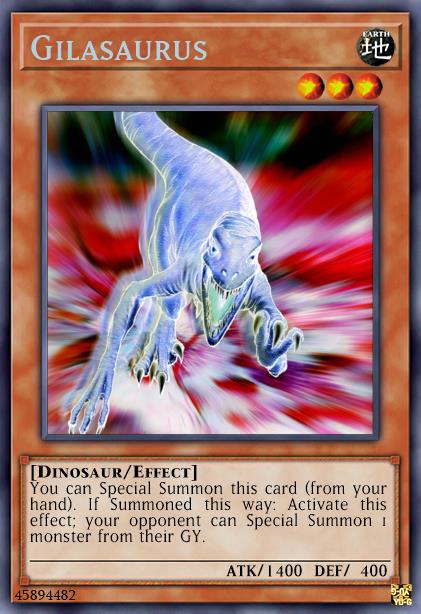 GILASAURUS
EARTH
地
[DINOSAUR/EFFECT]
You can Special Summon this card (from your
hand). If Summoned this way: Activate this
effect; your opponent can Special Summon 1
monster from their GY.
ATK/1400 DEF/ 400
45894482